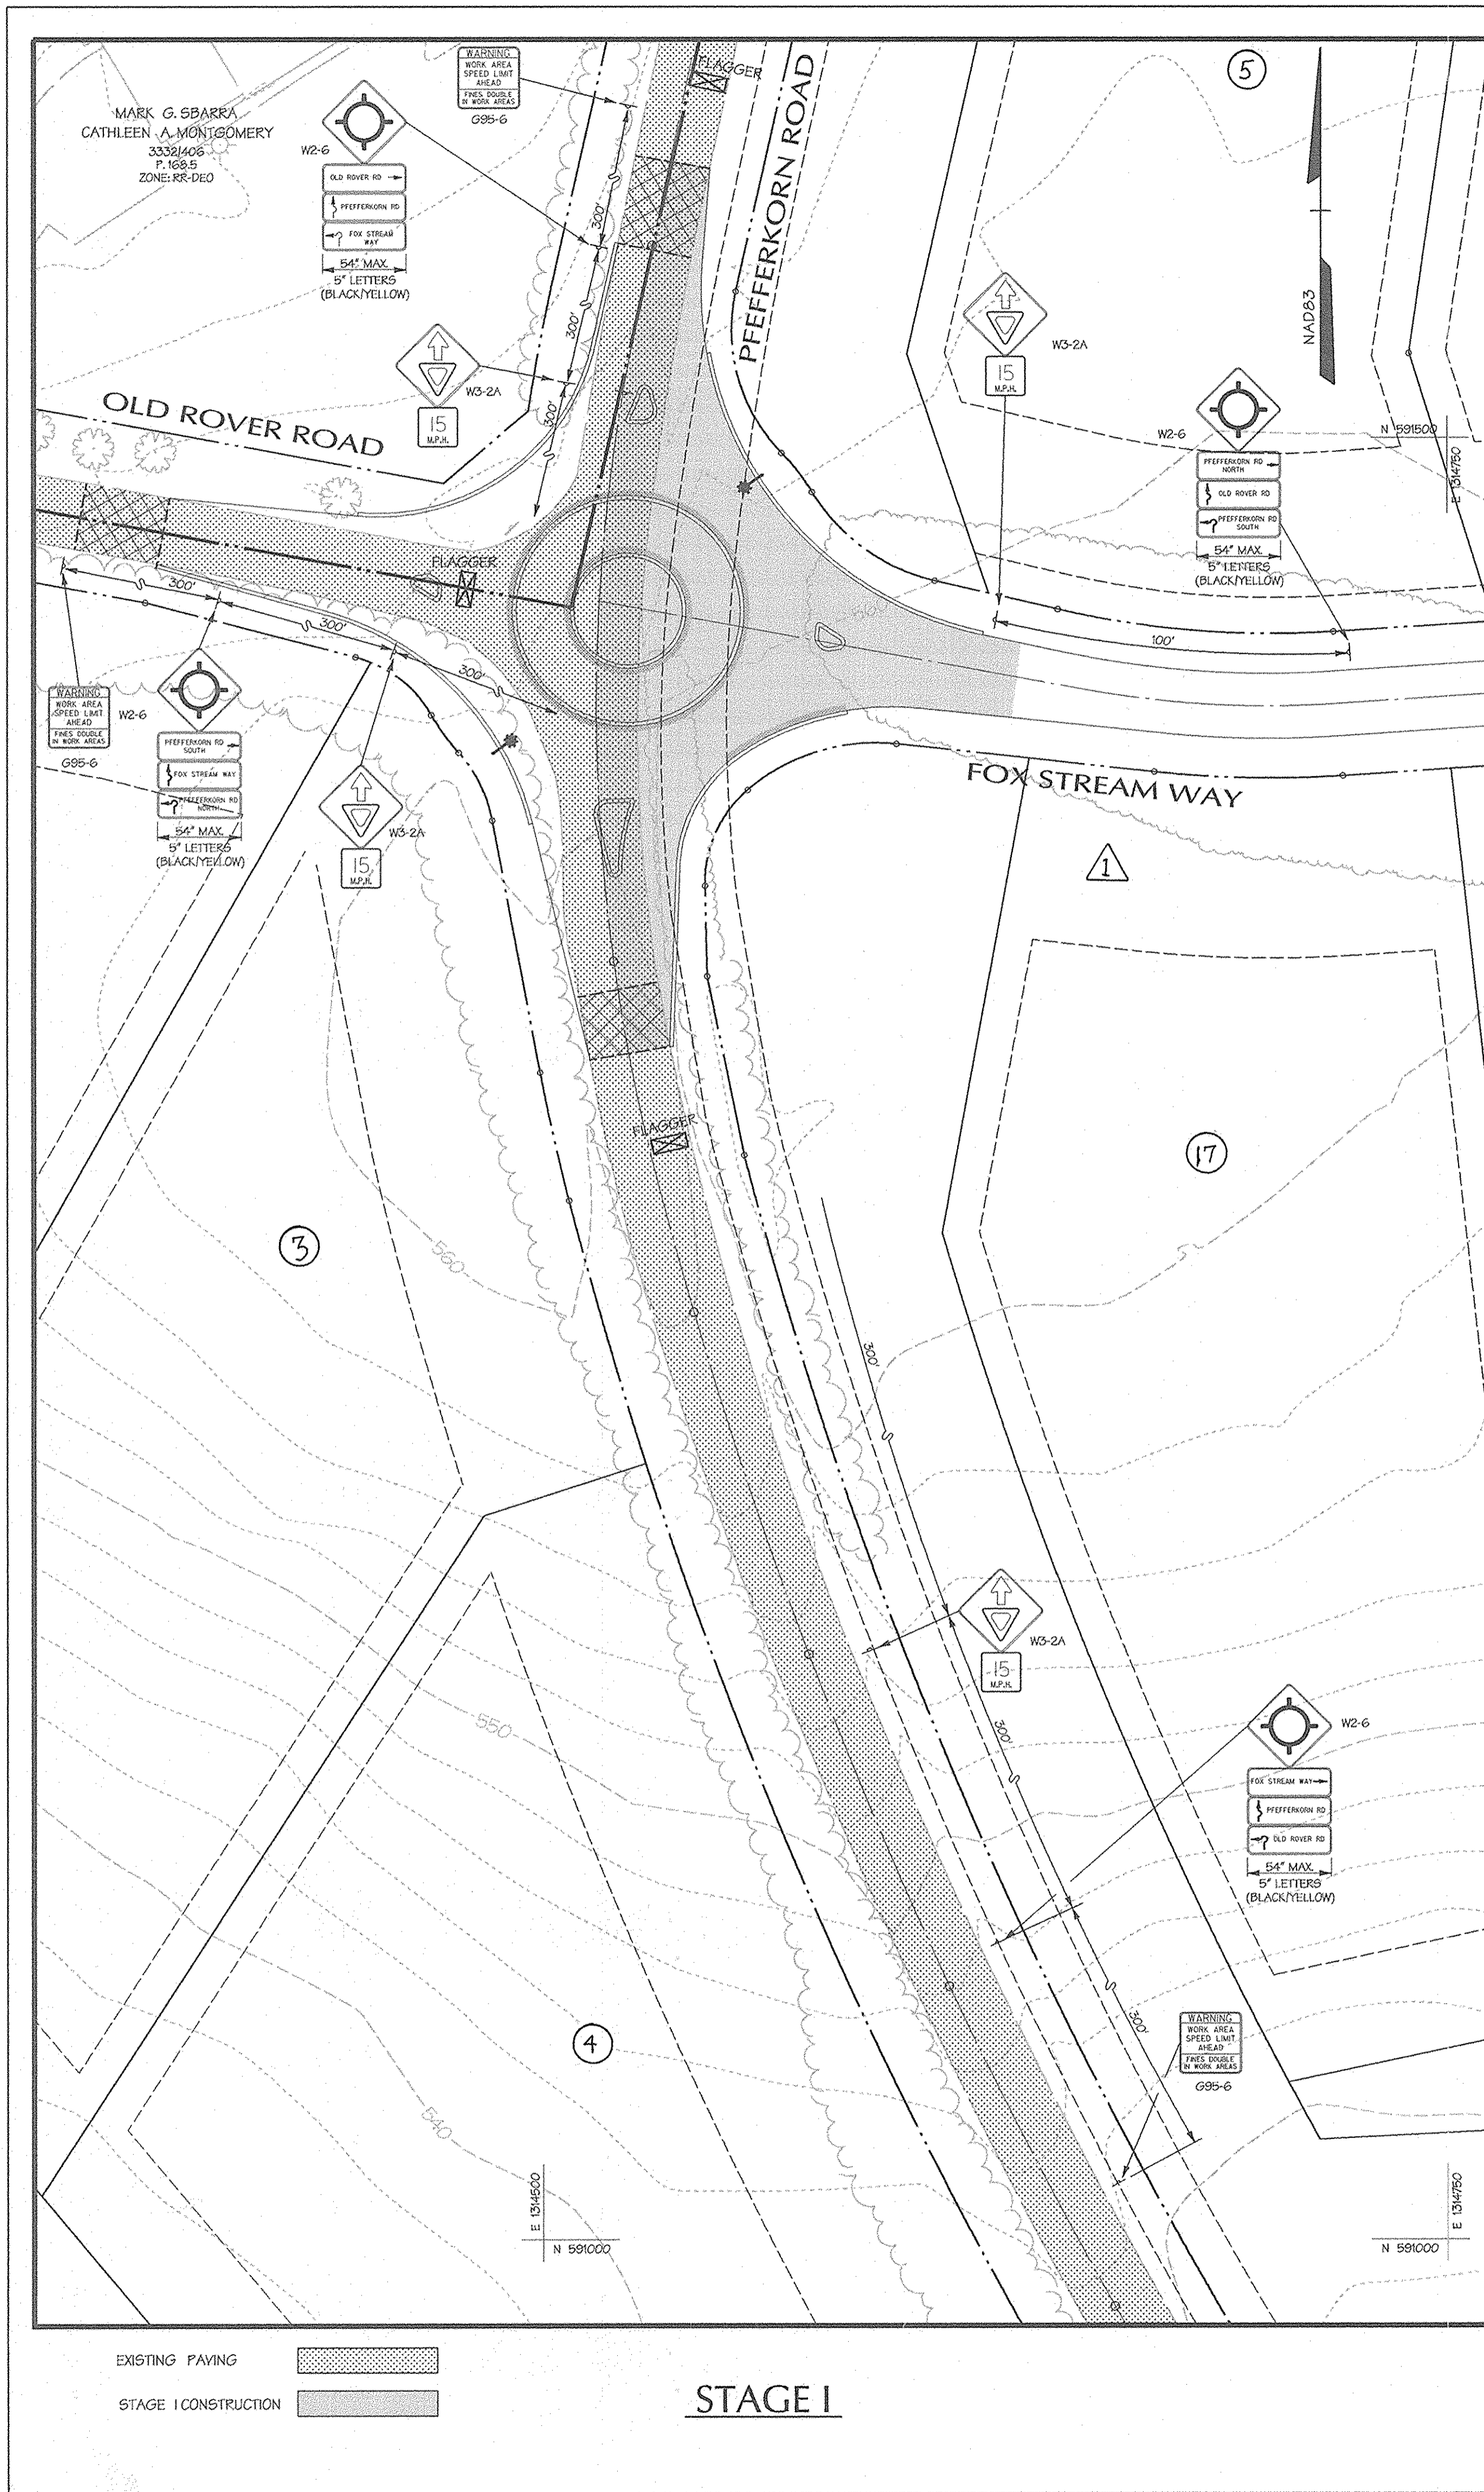 WARNING
WORK AREA
SPEED LIMIT
AHEAD
FINES DOUBLE
IN WORK AREAS
G95-6
FLAGGER
PFEFFERKORN ROAD
5
MARK G. SBARRA
CATHLEEN A. MONTGOMERY
3332/406
P. 168.5
ZONE: RR-DEO
W2-6
OLD ROVER RD
PFEFFERKORN RD
FOX STREAM
WAY
54" MAX.
5" LETTERS
(BLACK/YELLOW)
300'
300'
300'
W3-2A
15
M.P.H.
W3-2A
15
M.P.H.
NAD83
OLD ROVER ROAD
W2-6
PFEFFERKORN RD
NORTH
OLD ROVER RD
PFEFFERKORN RD
SOUTH
54" MAX.
5" LETTERS
(BLACK/YELLOW)
N 591500
E 1314750
FLAGGER
300'
300'
300'
560
100'
WARNING
WORK AREA
SPEED LIMIT
AHEAD
FINES DOUBLE
IN WORK AREAS
G95-6
W2-6
PFEFFERKORN RD
SOUTH
FOX STREAM WAY
PFEFFERKORN RD
NORTH
54" MAX.
5" LETTERS
(BLACK/YELLOW)
W3-2A
15
M.P.H.
FOX STREAM WAY
1
FLAGGER
17
3
560
300'
W3-2A
15
M.P.H.
550
300'
W2-6
FOX STREAM WAY
PFEFFERKORN RD
OLD ROVER RD
54" MAX.
5" LETTERS
(BLACK/YELLOW)
4
540
300'
WARNING
WORK AREA
SPEED LIMIT
AHEAD
FINES DOUBLE
IN WORK AREAS
G95-6
E 1314500
N 591000
E 1314750
N 591000
EXISTING PAVING
STAGE I CONSTRUCTION
STAGE I